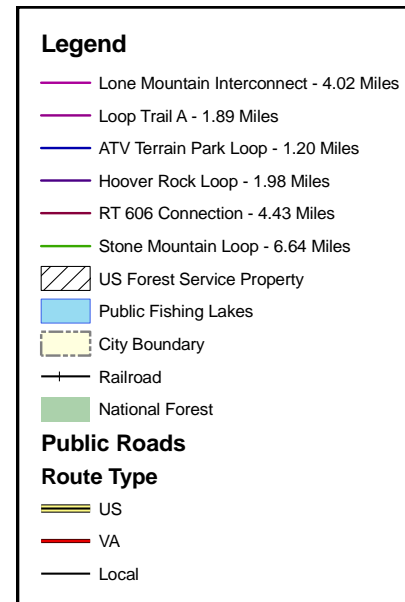 Legend
Lone Mountain Interconnect - 4.02 Miles
Loop Trail A - 1.89 Miles
ATV Terrain Park Loop - 1.20 Miles
Hoover Rock Loop - 1.98 Miles
RT 606 Connection - 4.43 Miles
Stone Mountain Loop - 6.64 Miles
US Forest Service Property
Public Fishing Lakes
City Boundary
Railroad
National Forest
Public Roads
Route Type
US
VA
Local